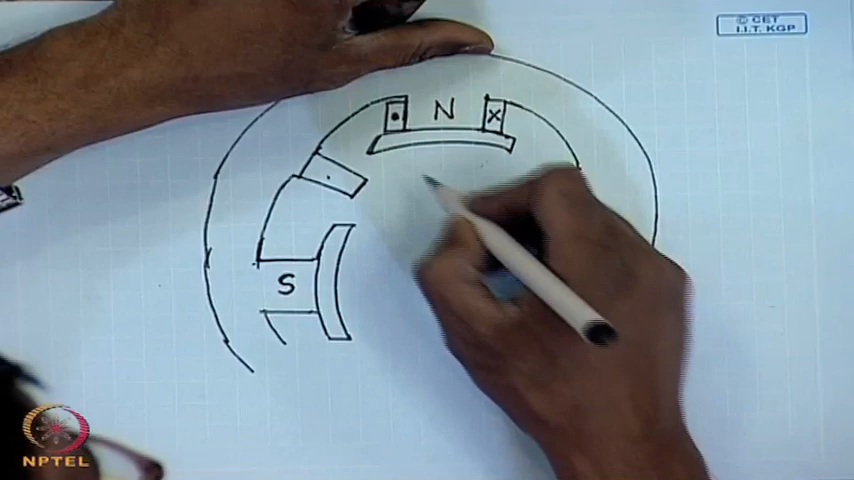 © CET
I.I.T. KGP
N
x
S
NPTEL